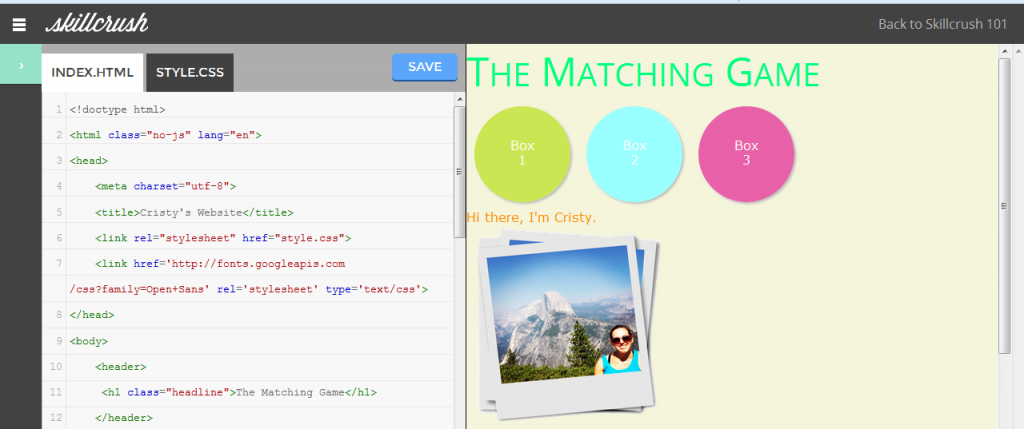 skillcrush
Back to Skillcrush 101
INDEX.HTML
STYLE.CSS
SAVE
1 <!doctype html>
2 <html class="no-js" lang="en">
3 <head>
4 <meta charset="utf-8">
5 <title>Cristy's Website</title>
6 <link rel="stylesheet" href="style.css">
7 <link href='http://fonts.googleapis.com
/css?family=Open+Sans' rel='stylesheet' type='text/css'>
8 </head>
9 <body>
10 <header>
11 <h1 class="headline">The Matching Game</h1>
12 </header>
The Matching Game
Box
1
Box
2
Box
3
Hi there, I'm Cristy.